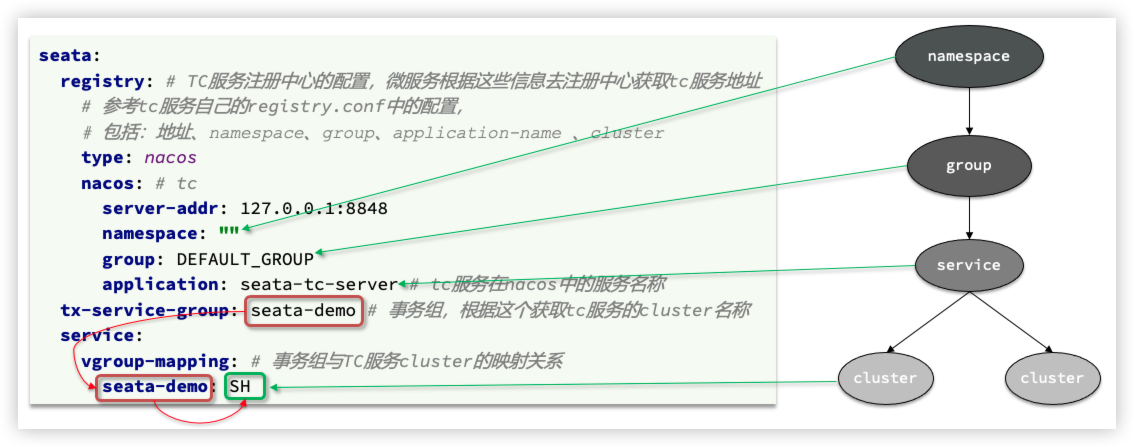 seata:
registry: # TC服务注册中心的配置，微服务根据这些信息去注册中心获取tc服务地址
# 参考tc服务自己的registry.conf中的配置，
# 包括：地址、namespace、group、application-name 、cluster
type: nacos
nacos: # tc
server-addr: 127.0.0.1:8848
namespace: ""
group: DEFAULT_GROUP
application: seata-tc-server # tc服务在nacos中的服务名称
tx-service-group: seata-demo # 事务组，根据这个获取tc服务的cluster名称
service:
vgroup-mapping: # 事务组与TC服务cluster的映射关系
seata-demo: SH
namespace
group
service
cluster
cluster